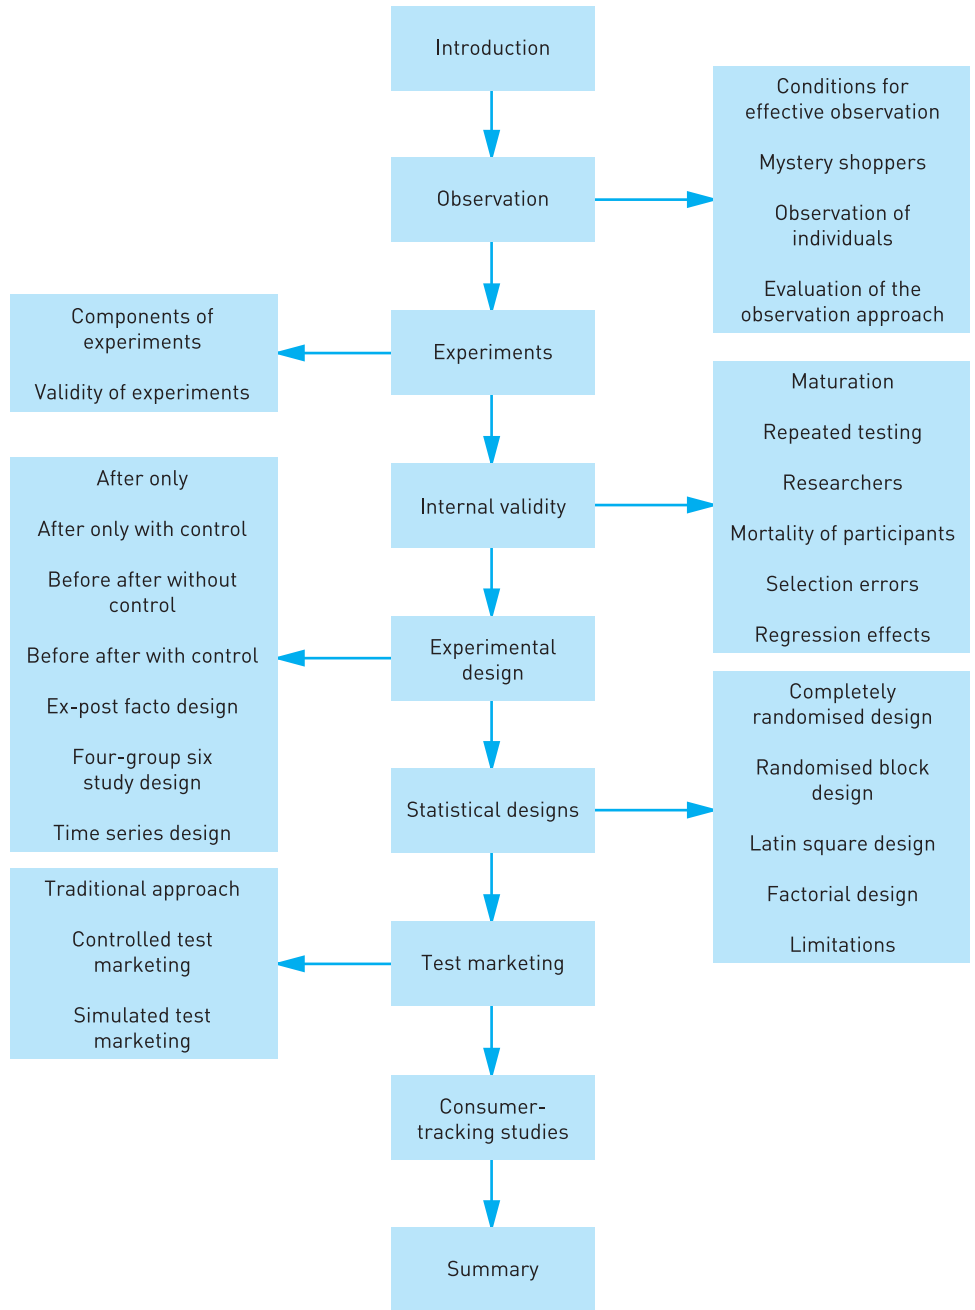 Introduction
Observation
Conditions for
effective observation
Mystery shoppers
Observation of
individuals
Evaluation of the
observation approach
Experiments
Components of
experiments
Validity of experiments
Internal validity
Maturation
Repeated testing
Researchers
Mortality of participants
Selection errors
Regression effects
Experimental
design
After only
After only with control
Before after without
control
Before after with control
Ex-post facto design
Four-group six
study design
Time series design
Statistical designs
Completely
randomised design
Randomised block
design
Latin square design
Factorial design
Limitations
Test marketing
Traditional approach
Controlled test
marketing
Simulated test
marketing
Consumer-
tracking studies
Summary